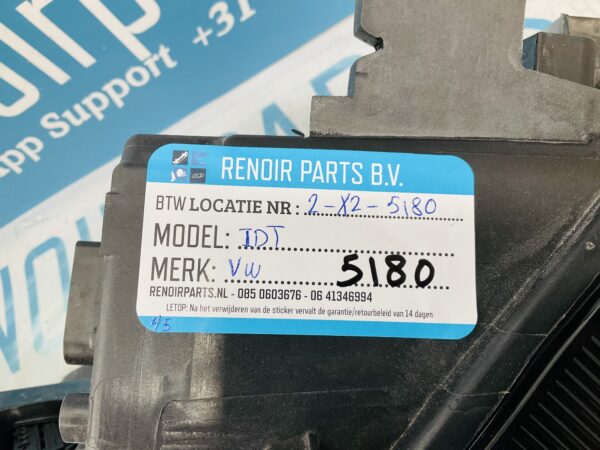 App Support +31
RENOIR PARTS B.V.
BTW LOCATIE NR: 2-X2-5180
MODEL: IDT
MERK: VW 5180
RENOIRPARTS.NL - 085 0603676 - 06 41346994
LETOP: Na het verwijderen van de sticker vervalt de garantie/retourbeleid van 14 dagen